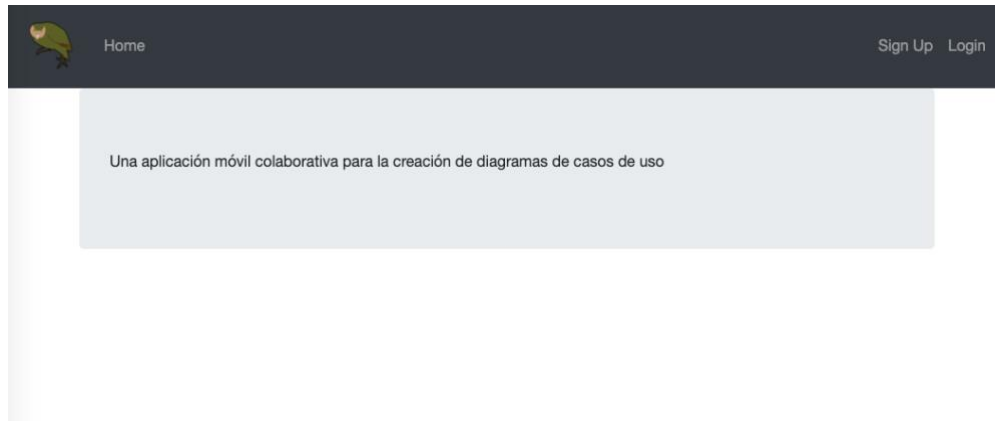 Home
Sign Up
Login
Una aplicación móvil colaborativa para la creación de diagramas de casos de uso